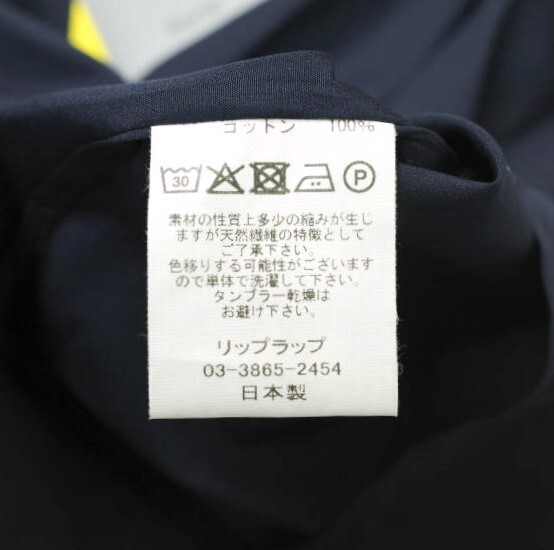 コットン 100%
30
P
素材の性質上多少の縮みが生じ
ますが天然繊維の特徴として
ご了承下さい。
色移りする可能性がございます
ので単体で洗濯して下さい。
タンブラー乾燥は
お避け下さい。
リップラップ
03-3865-2454
日本製